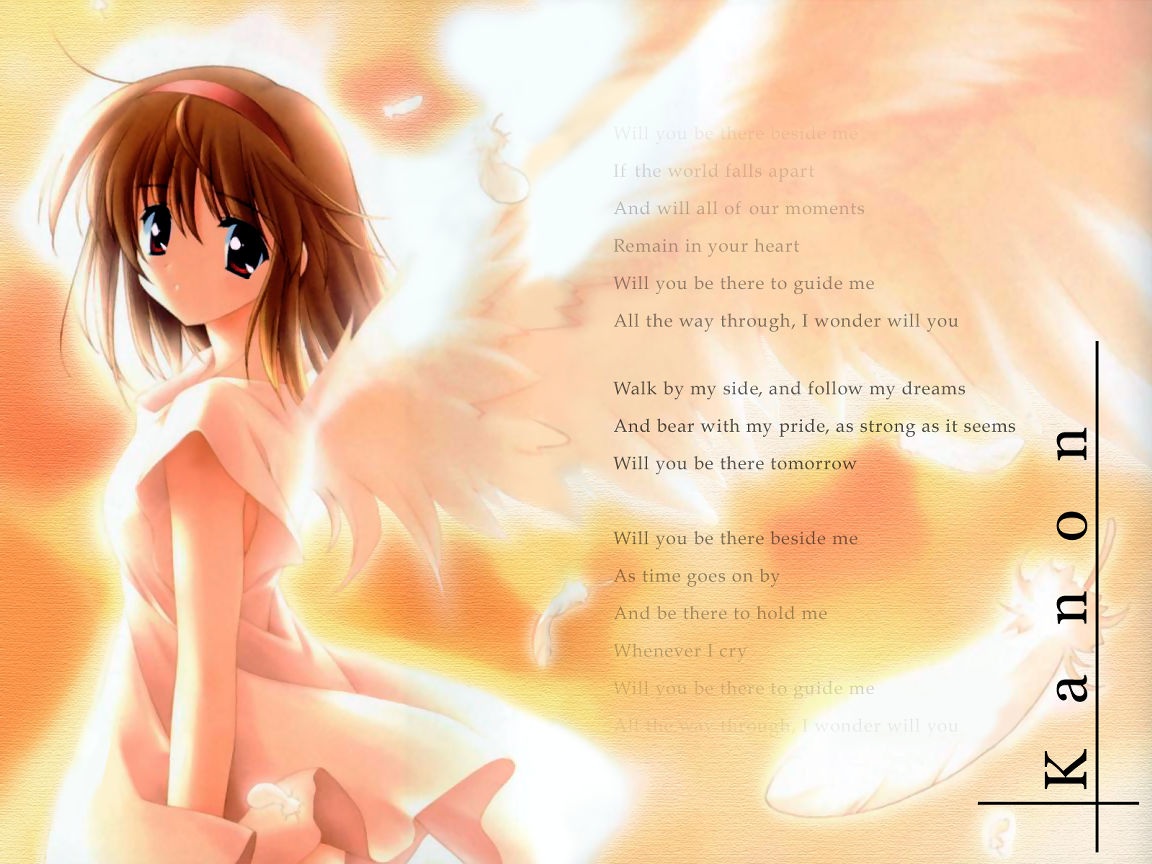 Will you be there beside me
If the world falls apart
And will all of our moments
Remain in your heart
Will you be there to guide me
All the way through, I wonder will you
Walk by my side, and follow my dreams
And bear with my pride, as strong as it seems
Will you be there tomorrow
Will you be there beside me
As time goes on by
And be there to hold me
Whenever I cry
Will you be there to guide me
All the way through, I wonder will you
Kanon